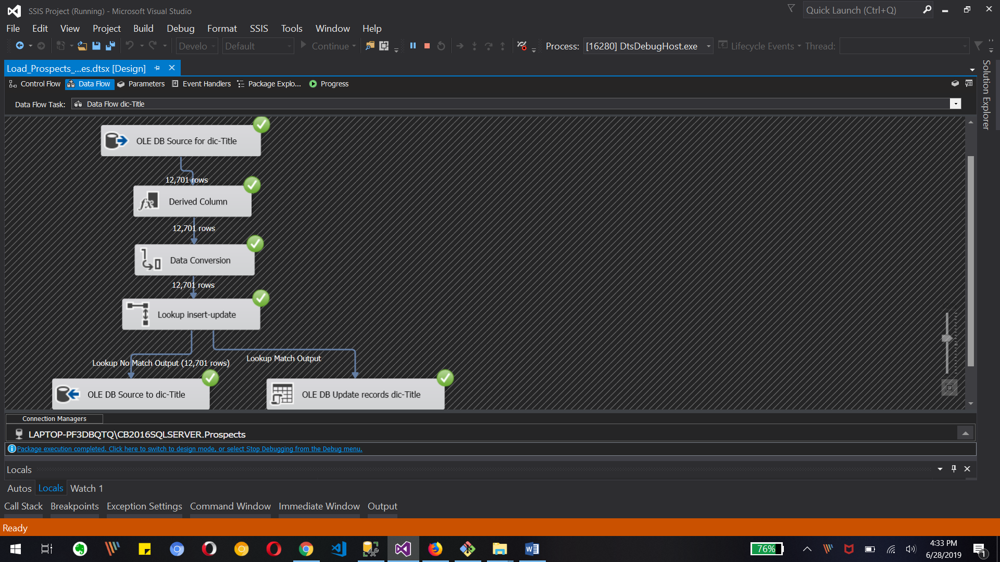 SSIS Project (Running) - Microsoft Visual Studio
Quick Launch (Ctrl+Q)
File Edit View Project Build Debug Format SSIS Tools Window Help
Develo Default Continue Process: [16280] DtsDebugHost.exe Lifecycle Events Thread:
Load_Prospects_...es.dtsx [Design]
Solution Explorer
Control Flow Data Flow Parameters Event Handlers Package Explo... Progress
Data Flow Task: Data Flow dic-Title
OLE DB Source for dic-Title
12,701 rows
Derived Column
12,701 rows
Data Conversion
12,701 rows
Lookup insert-update
Lookup No Match Output (12,701 rows)
Lookup Match Output
OLE DB Source to dic-Title
OLE DB Update records dic-Title
Connection Managers
LAPTOP-PF3DBQTQ\CB2016SQLSERVER.Prospects
Package execution completed. Click here to switch to design mode, or select Stop Debugging from the Debug menu.
Locals
Autos Locals Watch 1
Call Stack Breakpoints Exception Settings Command Window Immediate Window Output
Ready
76%
4:33 PM
6/28/2019
1